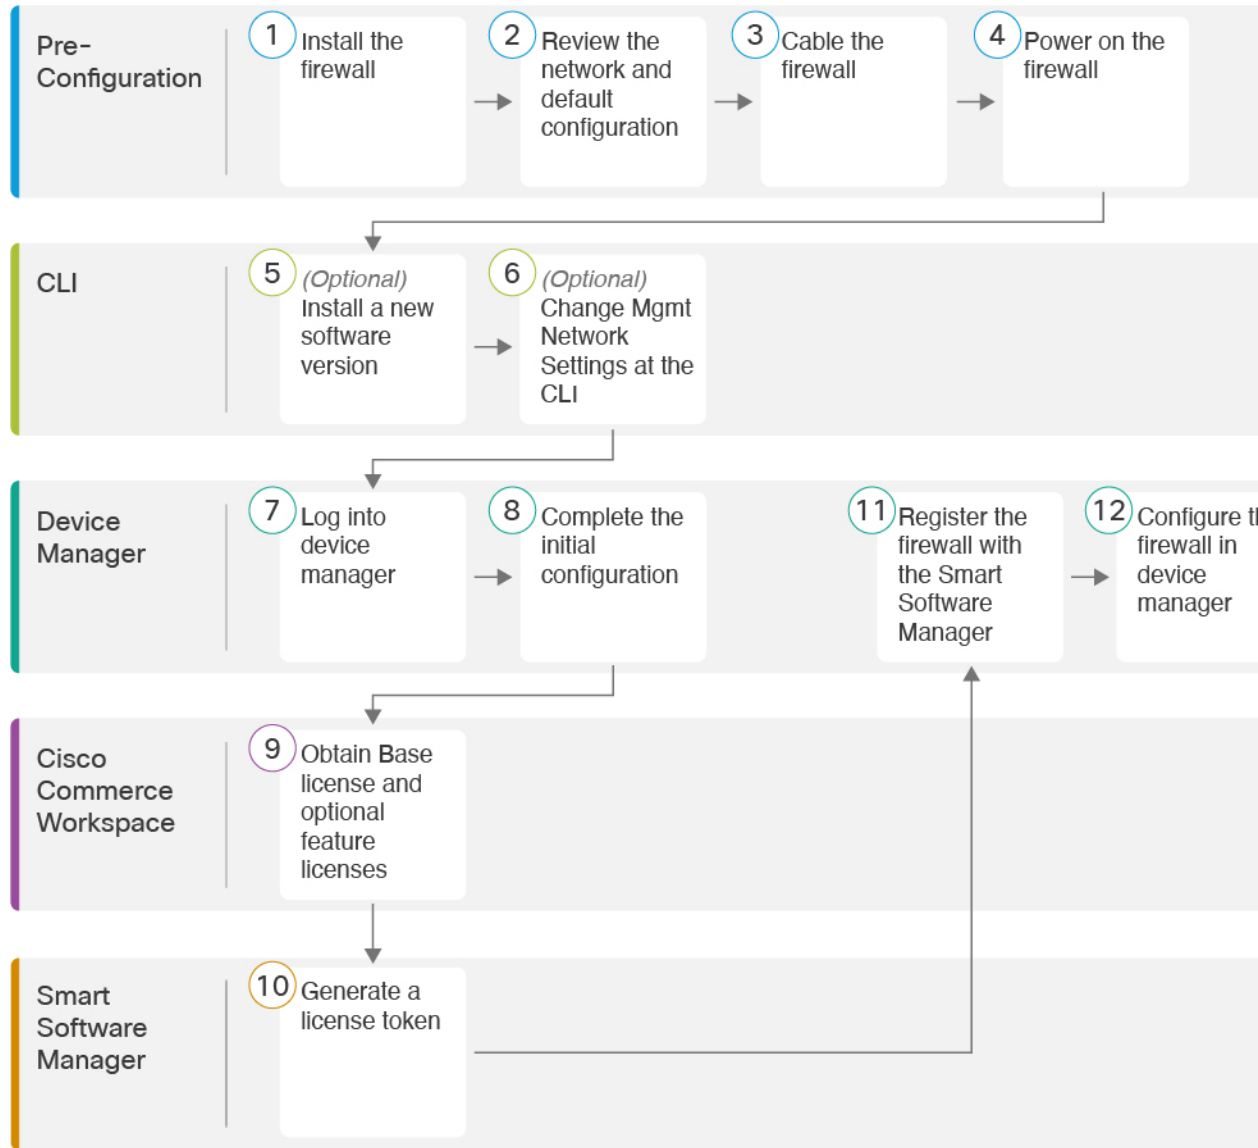 Pre-
Configuration
1
Install the
firewall
2
Review the
network and
default
configuration
3
Cable the
firewall
4
Power on the
firewall
CLI
5
(Optional)
Install a new
software
version
6
(Optional)
Change Mgmt
Network
Settings at the
CLI
Device
Manager
7
Log into
device
manager
8
Complete the
initial
configuration
11
Register the
firewall with
the Smart
Software
Manager
12
Configure
firewall in
device
manager
Cisco
Commerce
Workspace
9
Obtain Base
license and
optional
feature
licenses
Smart
Software
Manager
10
Generate a
license token